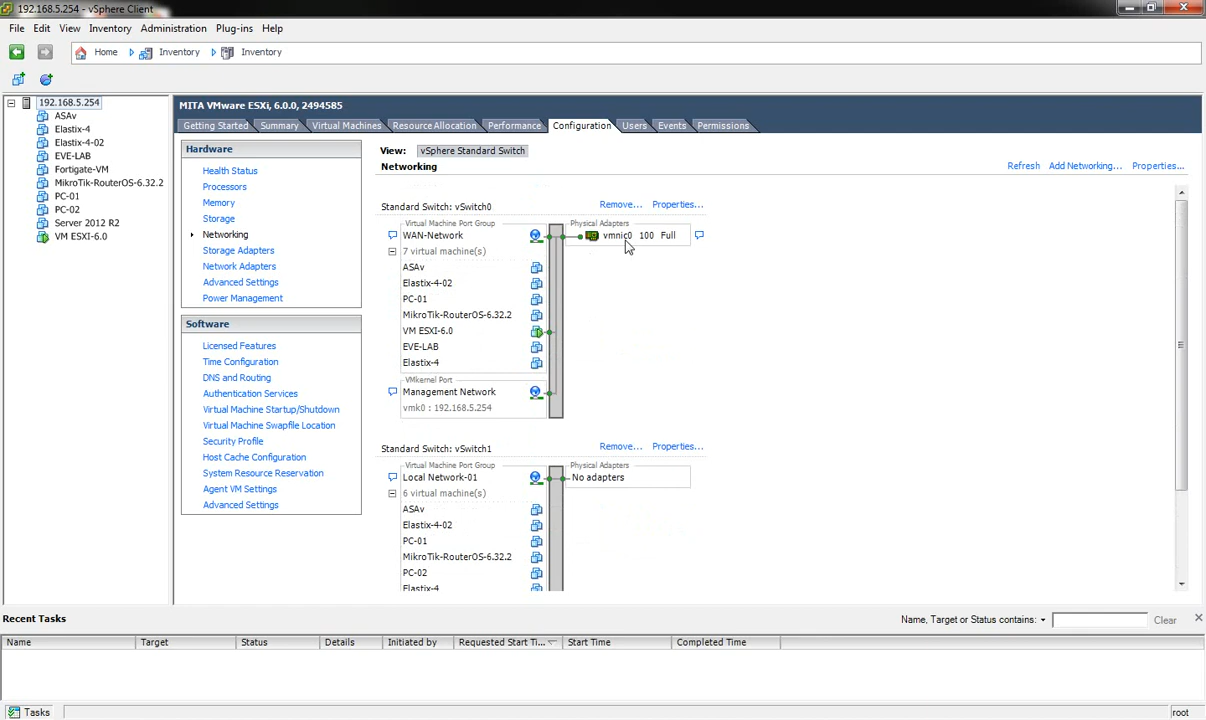 192.168.5.254 - vSphere Client
File Edit View Inventory Administration Plug-ins Help
Home Inventory Inventory
192.168.5.254
ASAv
Elastix-4
Elastix-4-02
EVE-LAB
Fortigate-VM
MikroTik-RouterOS-6.32.2
PC-01
PC-02
Server 2012 R2
VM ESXI-6.0
MITA VMware ESXi, 6.0.0, 2494585
Getting Started Summary Virtual Machines Resource Allocation Performance Configuration Users Events Permissions
Hardware
Health Status
Processors
Memory
Storage
Networking
Storage Adapters
Network Adapters
Advanced Settings
Power Management
Software
Licensed Features
Time Configuration
DNS and Routing
Authentication Services
Virtual Machine Startup/Shutdown
Virtual Machine Swapfile Location
Security Profile
Host Cache Configuration
System Resource Reservation
Agent VM Settings
Advanced Settings
View: vSphere Standard Switch
Networking
Refresh Add Networking... Properties...
Standard Switch: vSwitch0 Remove... Properties...
Virtual Machine Port Group
WAN-Network
7 virtual machine(s)
ASAv
Elastix-4-02
PC-01
MikroTik-RouterOS-6.32.2
VM ESXI-6.0
EVE-LAB
Elastix-4
VMkernel Port
Management Network
vmk0 : 192.168.5.254
Physical Adapters
vmnic0 100 Full
Standard Switch: vSwitch1 Remove... Properties...
Virtual Machine Port Group
Local Network-01
6 virtual machine(s)
ASAv
Elastix-4-02
PC-01
MikroTik-RouterOS-6.32.2
PC-02
Elastix-4
Physical Adapters
No adapters
Recent Tasks
Name, Target or Status contains: Clear
Name Target Status Details Initiated by Requested Start Ti... Start Time Completed Time
Tasks
root